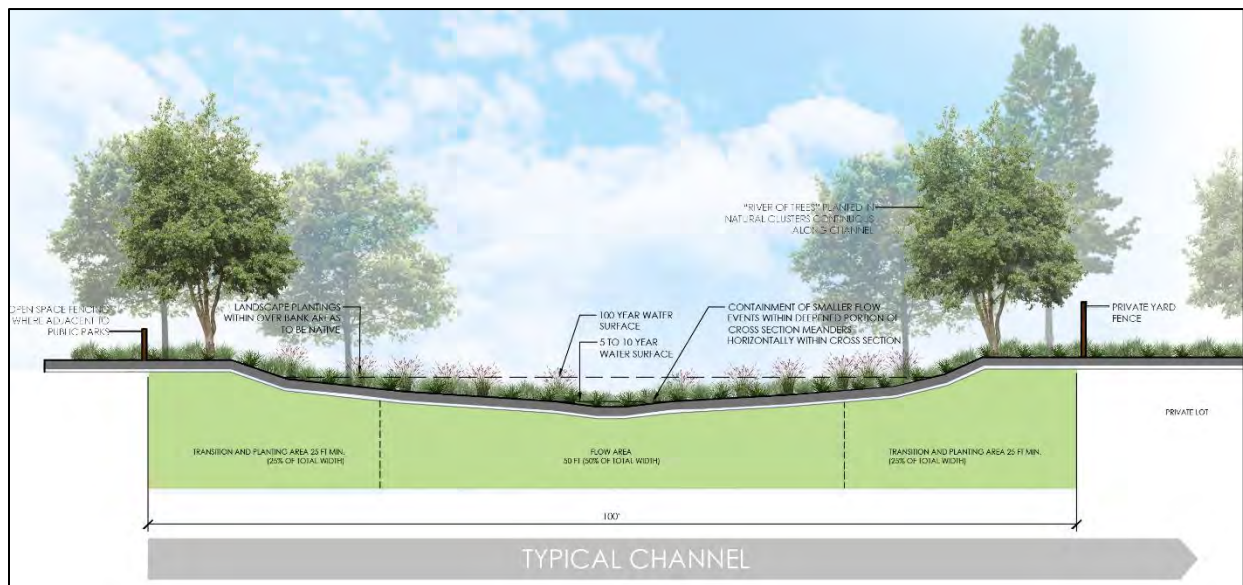 "RIVER OF TREES" PLANTED IN
NATURAL CLUSTERS CONTINUOUS
ALONG CHANNEL
OPEN SPACE FENCING
WHERE ADJACENT TO
PUBLIC PARKS
LANDSCAPE PLANTINGS
WITHIN OVER BANK AREAS
TO BE NATIVE
100 YEAR WATER
SURFACE
5 TO 10 YEAR
WATER SURFACE
CONTAINMENT OF SMALLER FLOW
EVENTS WITHIN DEEPENED PORTION OF
CROSS SECTION MEANDERS
HORIZONTALLY WITHIN CROSS SECTION
PRIVATE YARD
FENCE
PRIVATE LOT
TRANSITION AND PLANTING AREA 25 FT MIN.
(25% OF TOTAL WIDTH)
FLOW AREA
50 FT (50% OF TOTAL WIDTH)
TRANSITION AND PLANTING AREA 25 FT MIN.
(25% OF TOTAL WIDTH)
100'
TYPICAL CHANNEL